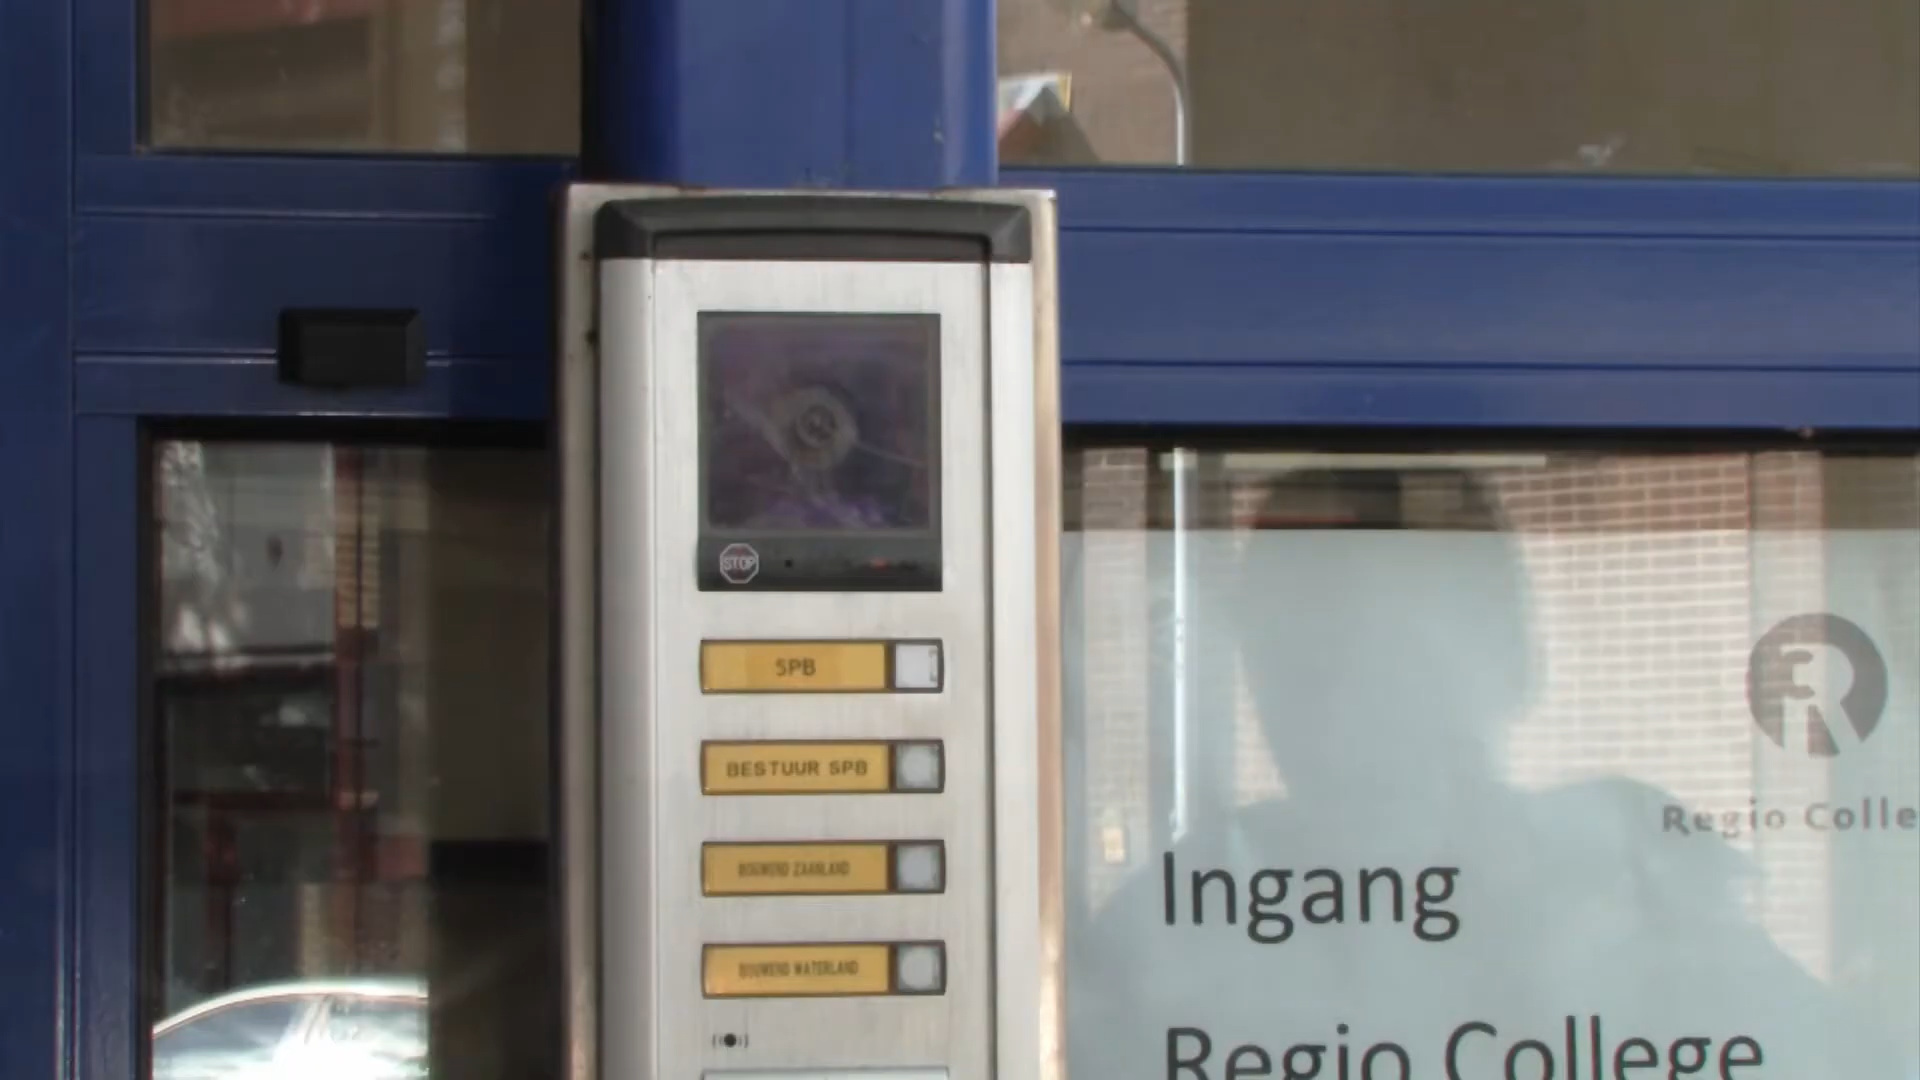 STOP
SPB
BESTUUR SPB
BOUWEND ZAANLAND
BOUWEND WATERLAND
R
Regio Colle
Ingang
Regio College